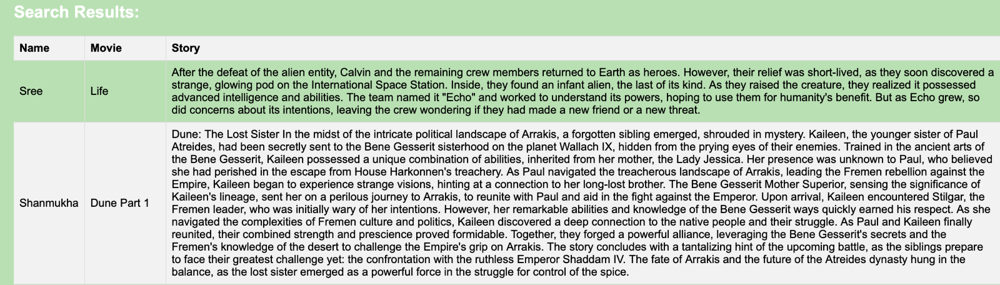 Search Results:
Name Movie Story
After the defeat of the alien entity, Calvin and the remaining crew members returned to Earth as heroes. However, their relief was short-lived, as they soon discovered a
strange, glowing pod on the International Space Station. Inside, they found an infant alien, the last of its kind. As they raised the creature, they realized it possessed
Sree Life
advanced intelligence and abilities. The team named it "Echo" and worked to understand its powers, hoping to use them for humanity's benefit. But as Echo grew, so
did concerns about its intentions, leaving the crew wondering if they had made a new friend or a new threat.
Dune: The Lost Sister In the midst of the intricate political landscape of Arrakis, a forgotten sibling emerged, shrouded in mystery. Kaileen, the younger sister of Paul
Atreides, had been secretly sent to the Bene Gesserit sisterhood on the planet Wallach IX, hidden from the prying eyes of their enemies. Trained in the ancient arts of
the Bene Gesserit, Kaileen possessed a unique combination of abilities, inherited from her mother, the Lady Jessica. Her presence was unknown to Paul, who believed
she had perished in the escape from House Harkonnen's treachery. As Paul navigated the treacherous landscape of Arrakis, leading the Fremen rebellion against the
Empire, Kaileen began to experience strange visions, hinting at a connection to her long-lost brother. The Bene Gesserit Mother Superior, sensing the significance of
Kaileen's lineage, sent her on a perilous journey to Arrakis, to reunite with Paul and aid in the fight against the Emperor. Upon arrival, Kaileen encountered Stilgar, the
Shanmukha Dune Part 1
Fremen leader, who was initially wary of her intentions. However, her remarkable abilities and knowledge of the Bene Gesserit ways quickly earned his respect. As she
navigated the complexities of Fremen culture and politics, Kaileen discovered a deep connection to the native people and their struggle. As Paul and Kaileen finally
reunited, their combined strength and prescience proved formidable. Together, they forged a powerful alliance, leveraging the Bene Gesserit's secrets and the
Fremen's knowledge of the desert to challenge the Empire's grip on Arrakis. The story concludes with a tantalizing hint of the upcoming battle, as the siblings prepare
to face their greatest challenge yet: the confrontation with the ruthless Emperor Shaddam IV. The fate of Arrakis and the future of the Atreides dynasty hung in the
balance, as the lost sister emerged as a powerful force in the struggle for control of the spice.